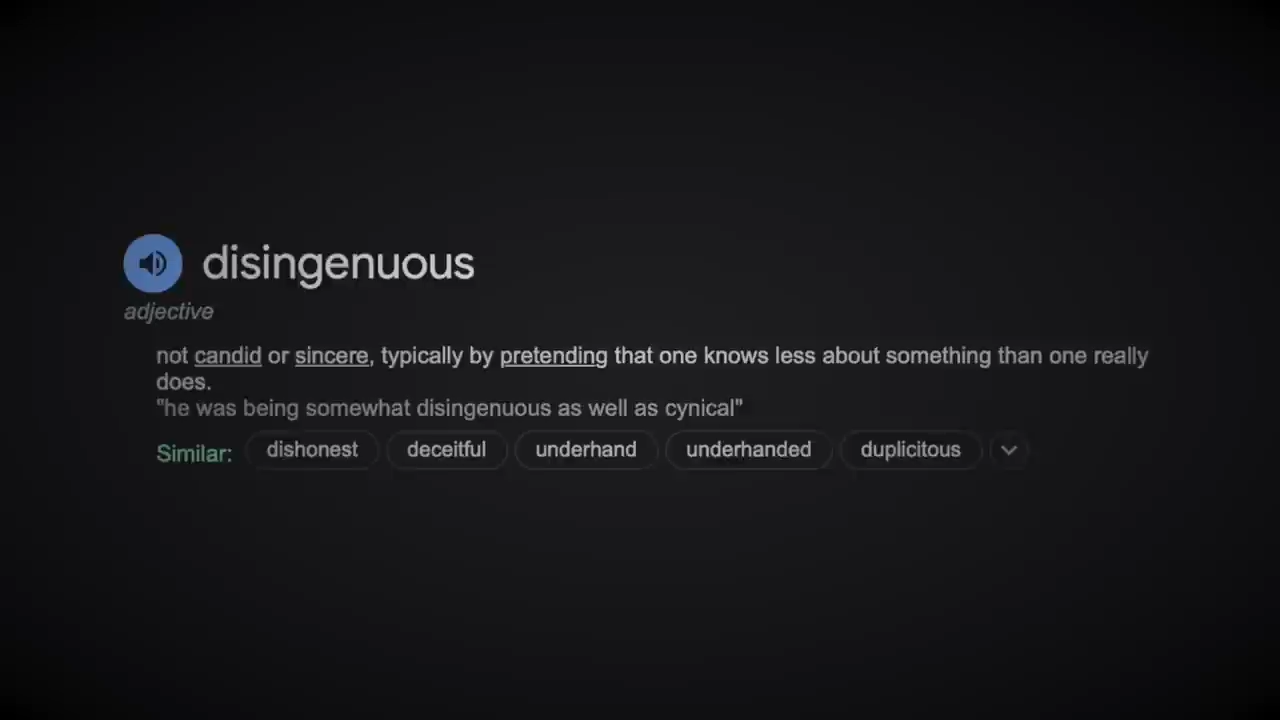 disingenuous
adjective
not candid or sincere, typically by pretending that one knows less about something than one really
does.
"he was being somewhat disingenuous as well as cynical"
Similar: dishonest deceitful underhand underhanded duplicitous